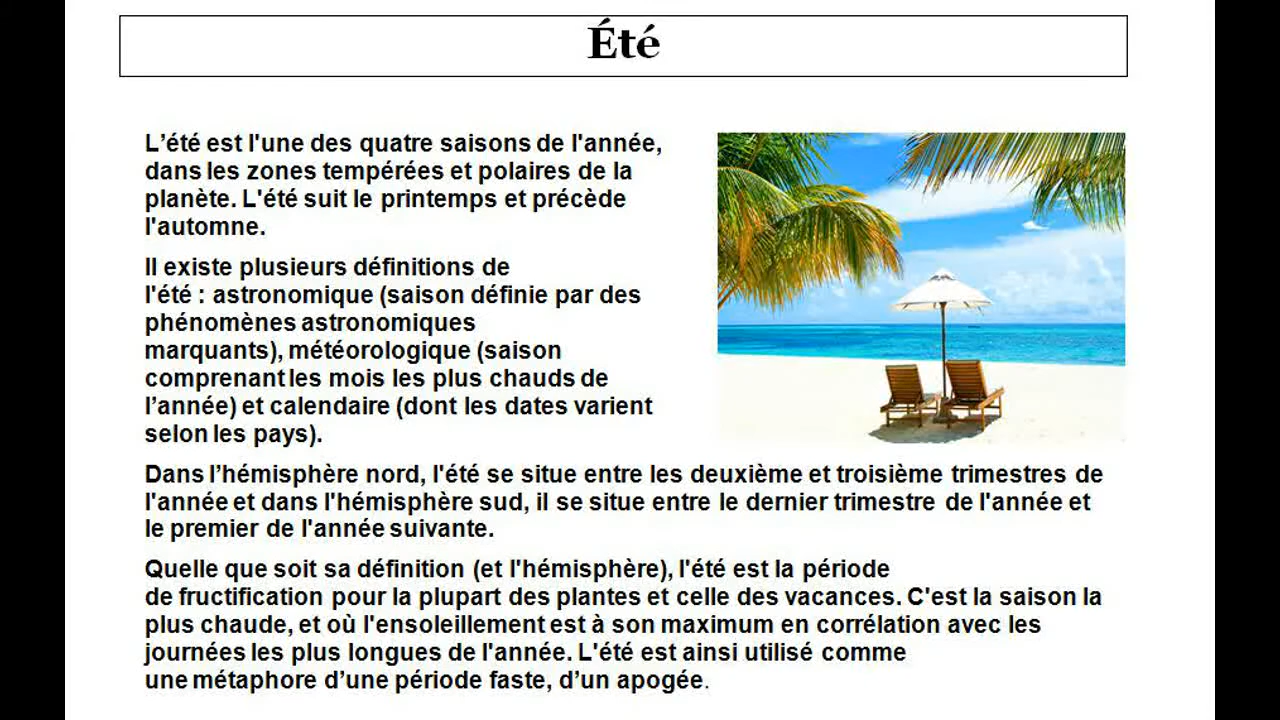 Été
L’été est l'une des quatre saisons de l'année,
dans les zones tempérées et polaires de la
planète. L'été suit le printemps et précède
l'automne.
Il existe plusieurs définitions de
l'été : astronomique (saison définie par des
phénomènes astronomiques
marquants), météorologique (saison
comprenant les mois les plus chauds de
l’année) et calendaire (dont les dates varient
selon les pays).
Dans l’hémisphère nord, l'été se situe entre les deuxième et troisième trimestres de
l'année et dans l'hémisphère sud, il se situe entre le dernier trimestre de l'année et
le premier de l'année suivante.
Quelle que soit sa définition (et l'hémisphère), l'été est la période
de fructification pour la plupart des plantes et celle des vacances. C'est la saison la
plus chaude, et où l'ensoleillement est à son maximum en corrélation avec les
journées les plus longues de l'année. L'été est ainsi utilisé comme
une métaphore d’une période faste, d’un apogée.